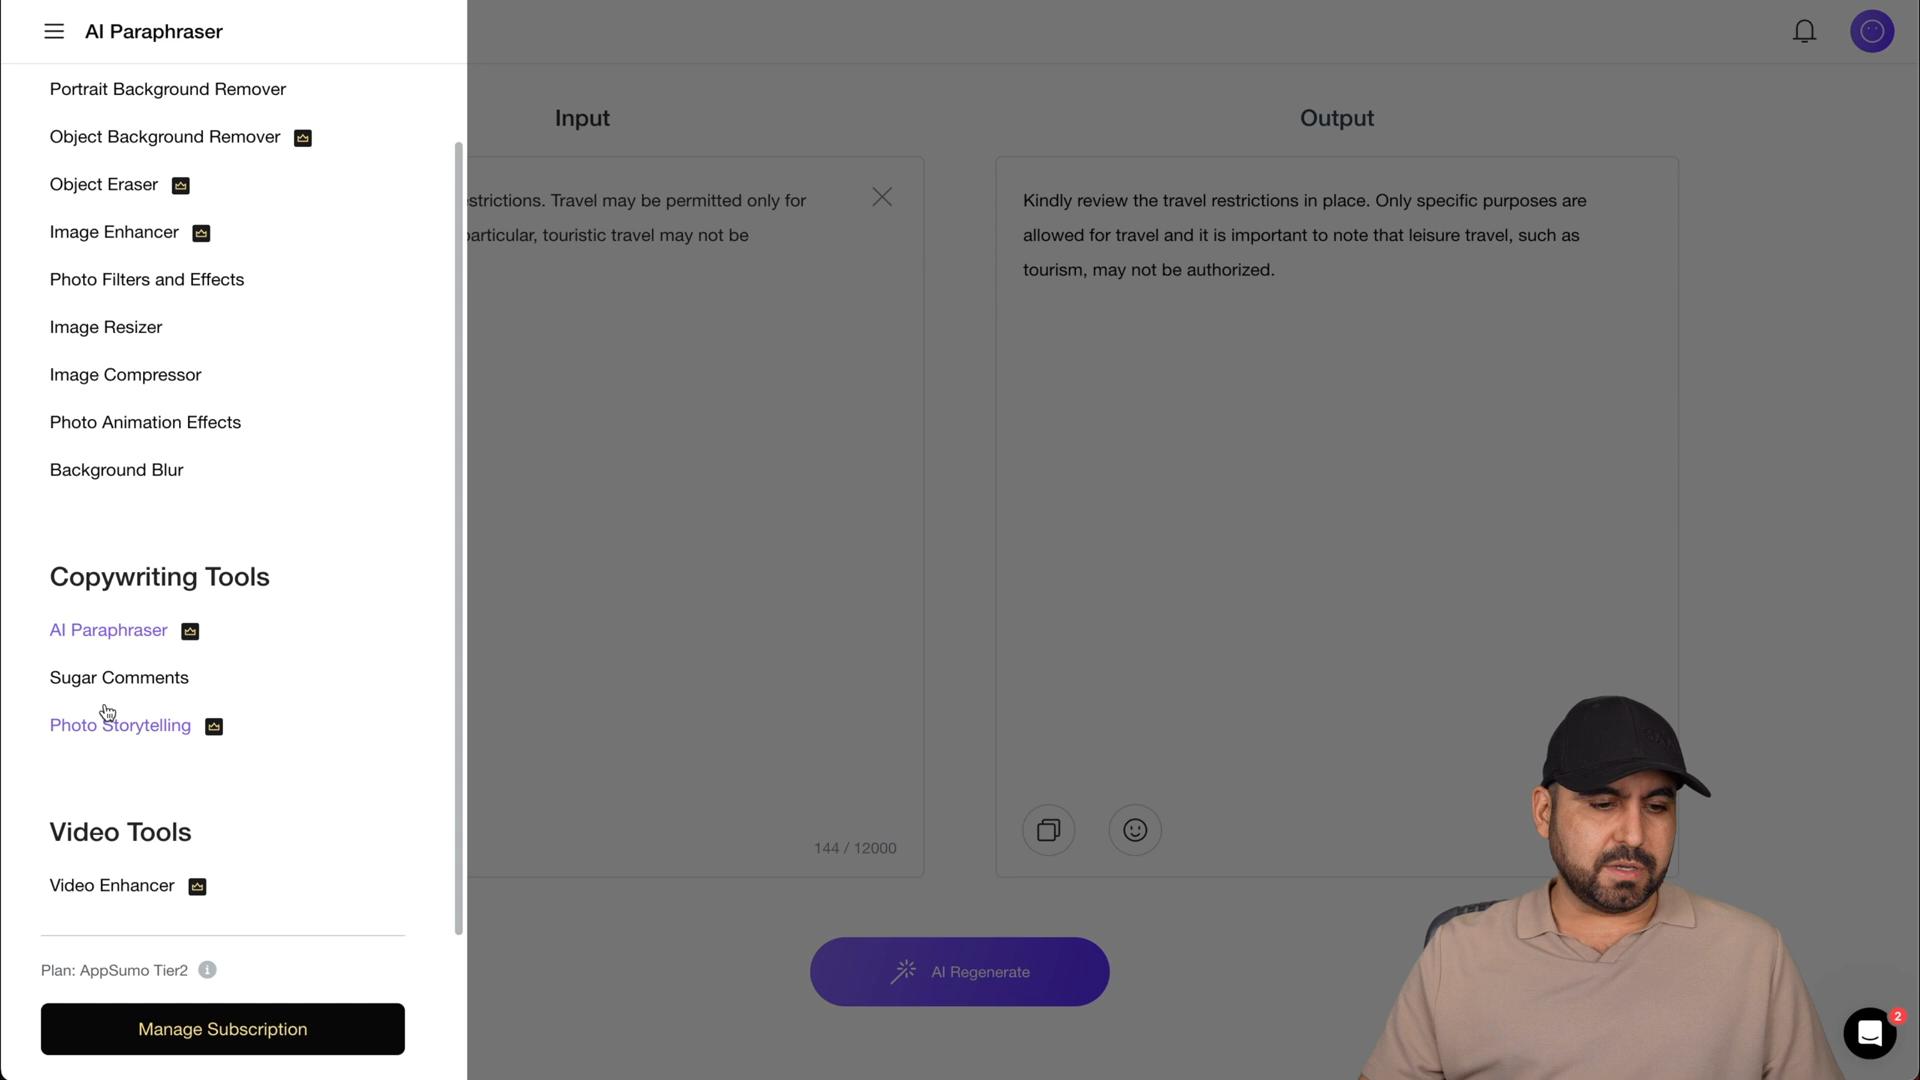 AI Paraphraser
Portrait Background Remover
Object Background Remover
Object Eraser
Image Enhancer
Photo Filters and Effects
Image Resizer
Image Compressor
Photo Animation Effects
Background Blur
Copywriting Tools
AI Paraphraser
Sugar Comments
Photo Storytelling
Video Tools
Video Enhancer
Plan: AppSumo Tier2
Manage Subscription
Input
strictions. Travel may be permitted only for
articular, touristic travel may not be
144 / 12000
Output
Kindly review the travel restrictions in place. Only specific purposes are
allowed for travel and it is important to note that leisure travel, such as
tourism, may not be authorized.
AI Regenerate
2